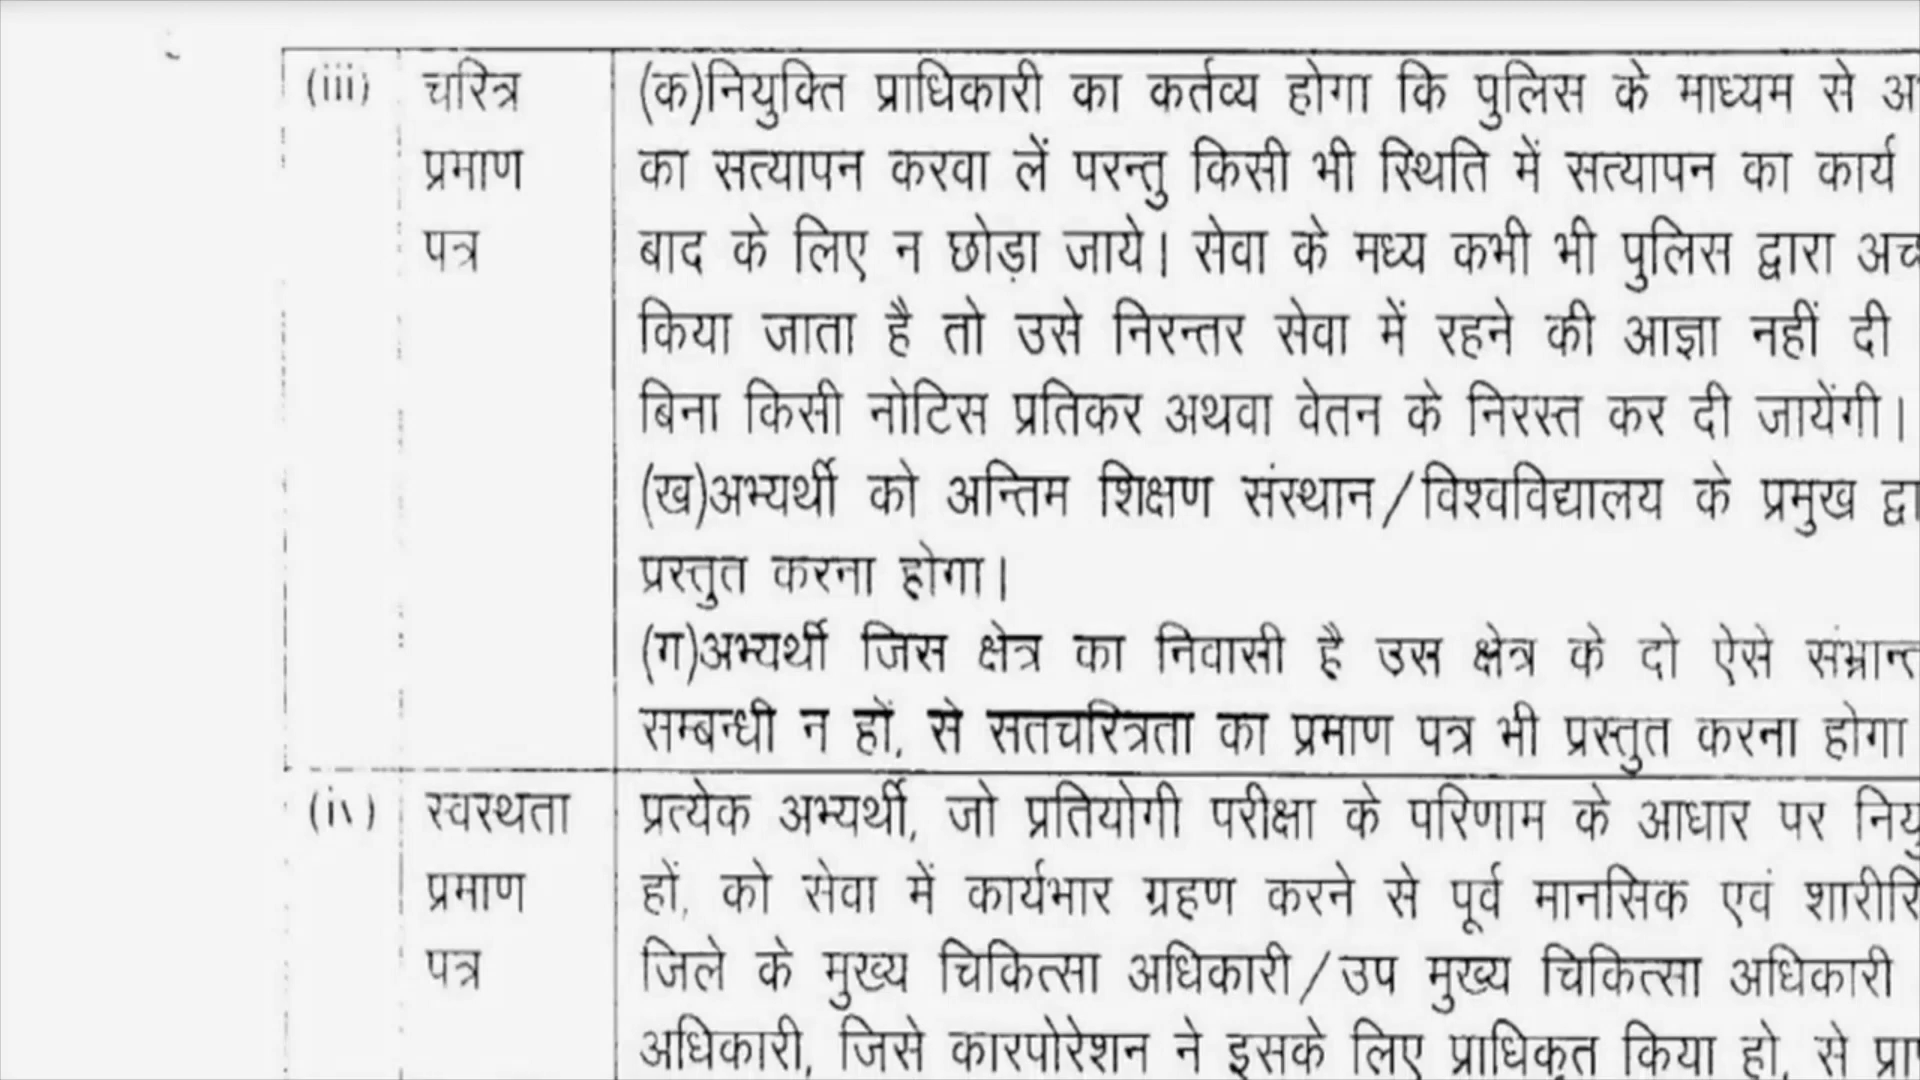 (iii) चरित्र (क)नियुक्ति प्राधिकारी का कर्तव्य होगा कि पुलिस के माध्यम से
प्रमाण का सत्यापन करवा लें परन्तु किसी भी स्थिति में सत्यापन का कार्य
पत्र बाद के लिए न छोड़ा जाये। सेवा के मध्य कभी भी पुलिस द्वारा
किया जाता है तो उसे निरन्तर सेवा में रहने की आज्ञा नहीं दी
बिना किसी नोटिस प्रतिकर अथवा वेतन के निरस्त कर दी जायेंगी।
(ख)अभ्यर्थी को अन्तिम शिक्षण संस्थान/विश्वविद्यालय के प्रमुख
प्रस्तुत करना होगा।
(ग)अभ्यर्थी जिस क्षेत्र का निवासी है उस क्षेत्र के दो ऐसे संभ्रान्त
सम्बन्धी न हों, से सतचरित्रता का प्रमाण पत्र भी प्रस्तुत करना होगा
(iv) स्वस्थता प्रत्येक अभ्यर्थी, जो प्रतियोगी परीक्षा के परिणाम के आधार पर
प्रमाण हों, को सेवा में कार्यभार ग्रहण करने से पूर्व मानसिक एवं
पत्र जिले के मुख्य चिकित्सा अधिकारी/उप मुख्य चिकित्सा अधिकारी
अधिकारी, जिसे कारपोरेशन ने इसके लिए प्राधिकृत किया हो, से